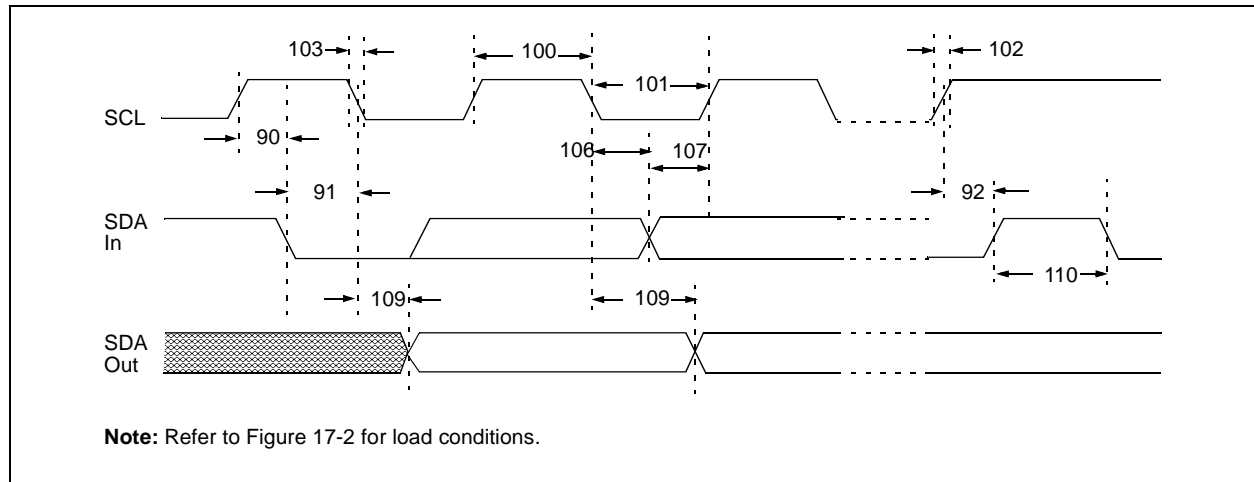 103
100
102
101
SCL
90
106
107
91
92
SDA
In
110
109
109
SDA
Out
Note: Refer to Figure 17-2 for load conditions.